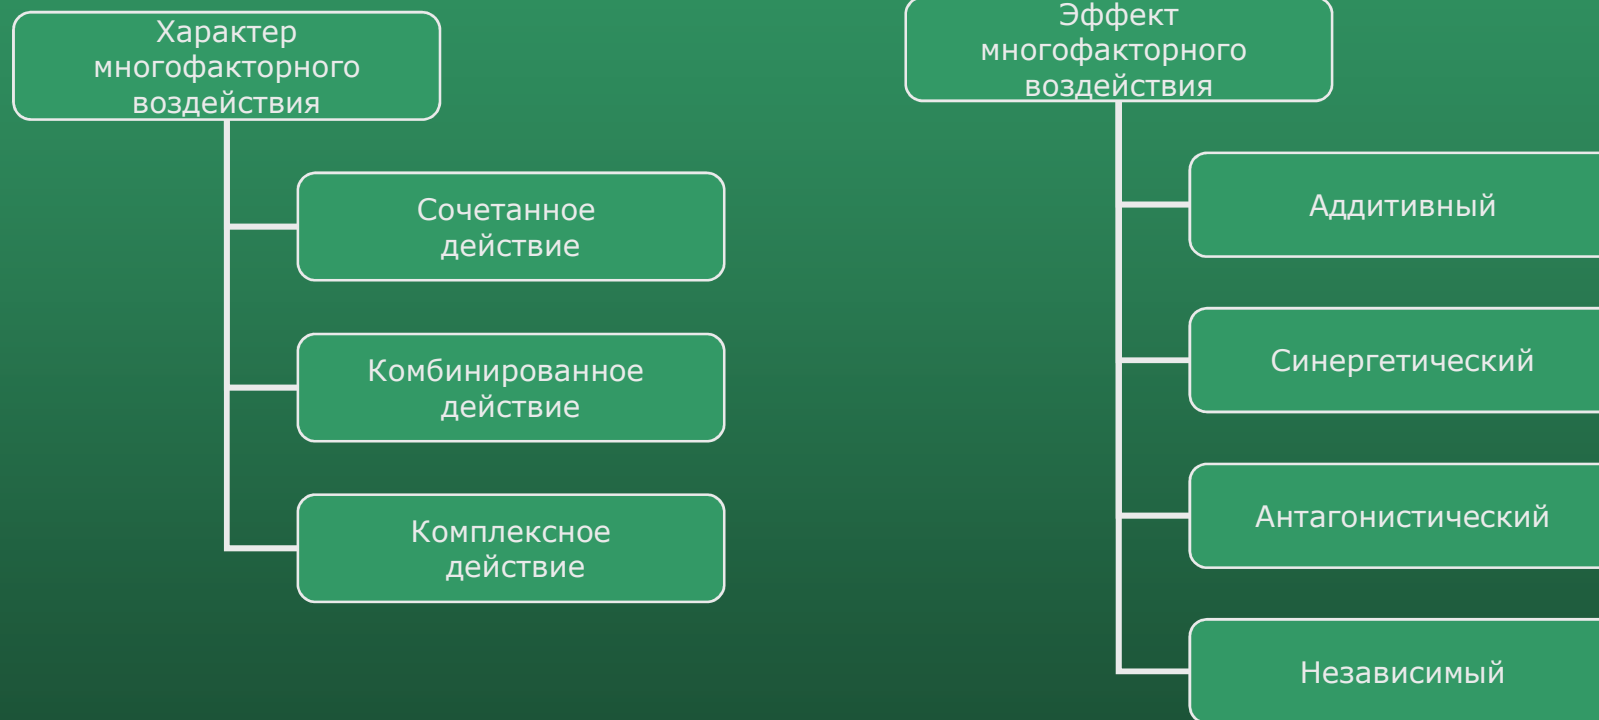 Характер
многофакторного
воздействия
Сочетанное
действие
Комбинированное
действие
Комплексное
действие
Эффект
многофакторного
воздействия
Аддитивный
Синергетический
Антагонистический
Независимый